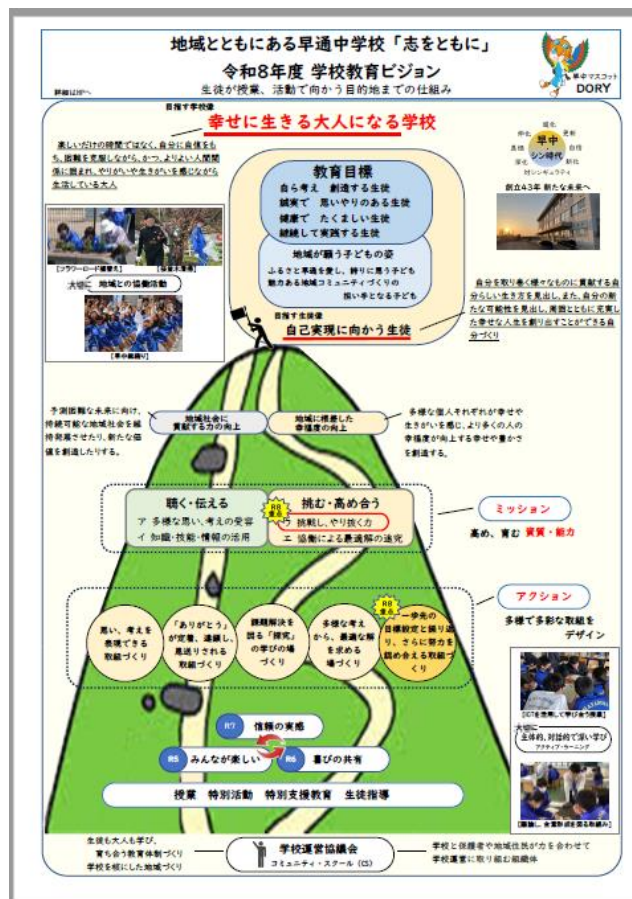 地域とともにある早通中学校「志をともに」
令和8年度 学校教育ビジョン
生徒が授業、活動で向かう目的地までの仕組み
詳細はHPへ
早中マスコット
DORY
目指す学校像
幸せに生きる大人になる学校
楽しいだけの時間ではなく、自分に自信をも
ち、困難を克服しながら、かつ、よりよい人間関
係に囲まれ、やりがいや生きがいを感じながら
生活している大人
早中
シン時代
創立43年 新たな未来へ
教育目標
自ら考え 創造する生徒
誠実で 思いやりのある生徒
健康で たくましい生徒
継続して実践する生徒
地域が願う子どもの姿
ふるさと早通を愛し、誇りに思う子ども
魅力ある地域コミュニティづくりの
担い手となる子ども
大切に
地域との協働活動
目指す生徒像
自己実現に向かう生徒
自分を取り巻く様々なものに貢献する自
分らしい生き方を見出し、また、自分の新
たな可能性を見出し、周囲とともに充実し
た幸せな人生を創り出すことができる自
分づくり
予測困難な未来に向け、
持続可能な地域社会を維
持発展させたり、新たな価
値を創造したりする。
地域社会に
貢献する力の向上
地域に根差した
幸福度の向上
多様な個人それぞれが幸せや
生きがいを感じ、より多くの人の
幸福度が向上する幸せや豊かさ
を創造する。
聴く・伝える
ア 多様な思い、考えの受容
イ 知識・技能・情報の活用
R8
重点
挑む・高め合う
ウ 挑戦し、やり抜く力
エ 協働による最適解の追究
ミッション
高め、育む 資質・能力
アクション
多様で多彩な取組を
デザイン
思い、考えを
表現できる
取組づくり
「ありがとう」
が定着、連鎖し、
恩送りされる
取組づくり
課題解決を
図る「探究」
の学びの場
づくり
多様な考え
から、最適な解
を求める
場づくり
R8
重点
一歩先の
目標設定と振り返
り、さらに努力を
認め合える取組づ
くり
[ICTを活用して学び合う授業]
大切に
主体的、対話的で深い学び
アクティブ・ラーニング
R7 信頼の実感
R5 みんなが楽しい
R6 喜びの共有
授業 特別活動 特別支援教育 生徒指導
生徒も大人も学び、
育ち合う教育体制づくり
学校を核にした地域づくり
学校運営協議会
コミュニティ・スクール（CS）
学校と保護者や地域住民が力を合わせて
学校運営に取り組む組織体